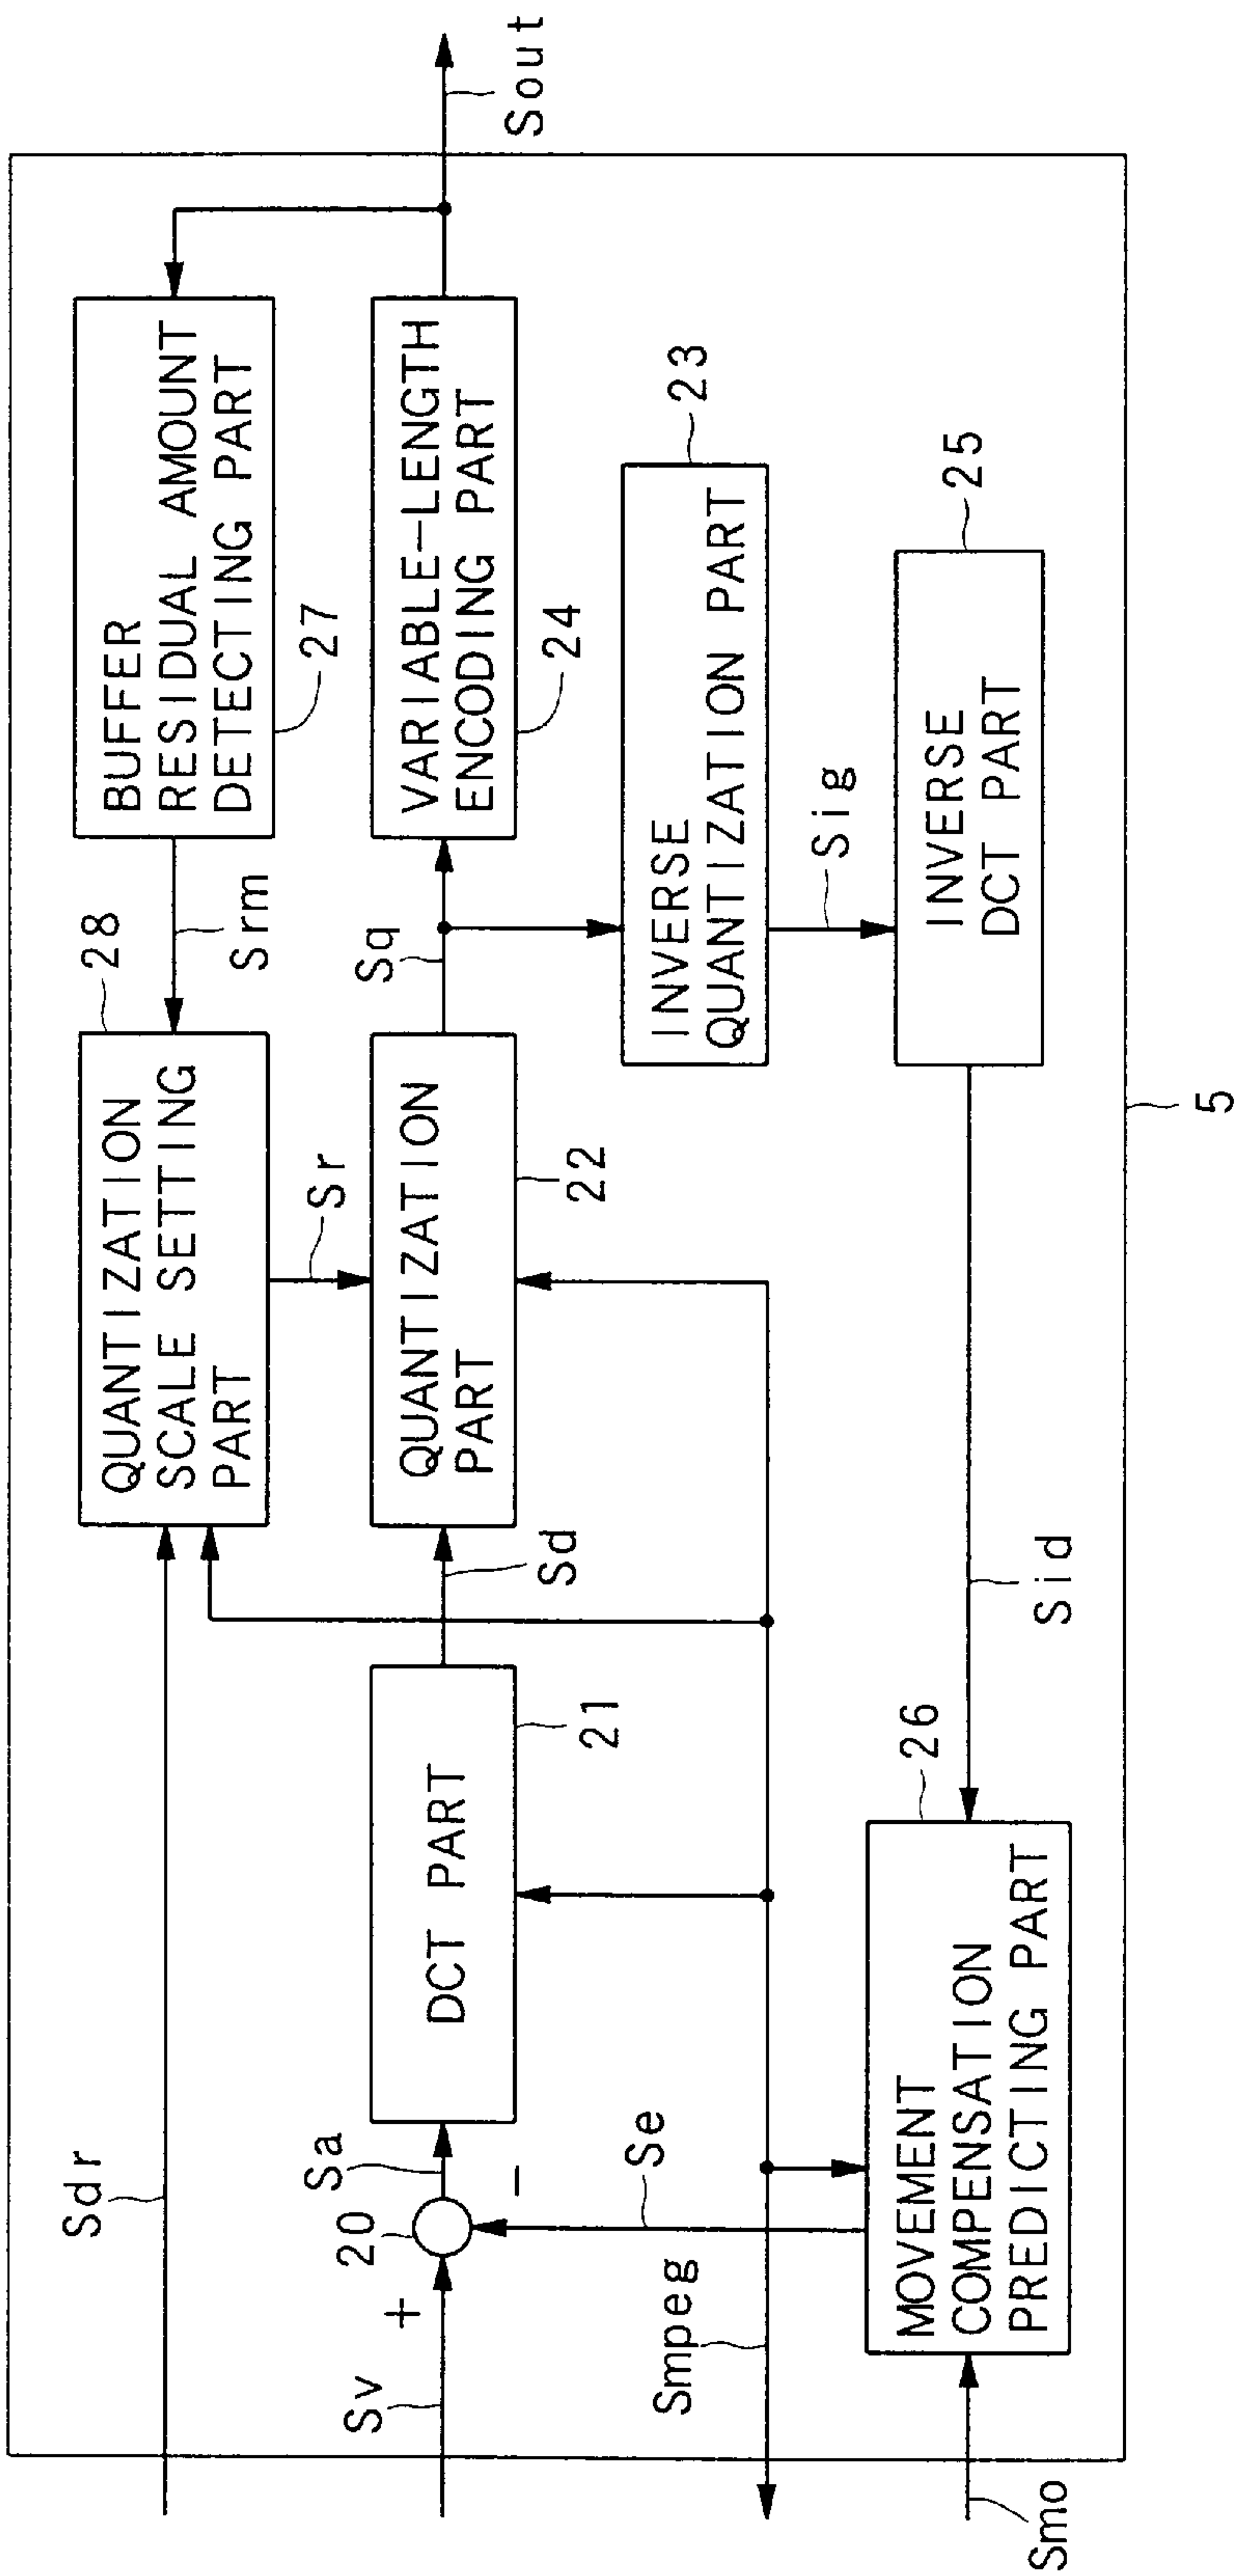 Sdr
QUANTIZATION
SCALE SETTING
PART
28
Srm
BUFFER
RESIDUAL AMOUNT
DETECTING PART
27
Sr
Sv
+
20
Sa
−
DCT PART
21
Sd
QUANTIZATION
PART
22
Sq
VARIABLE-LENGTH
ENCODING PART
24
Sout
Se
INVERSE
QUANTIZATION PART
23
Smpeg
Sig
Smo
MOVEMENT
COMPENSATION
PREDICTING PART
26
Sid
INVERSE
DCT PART
25
5